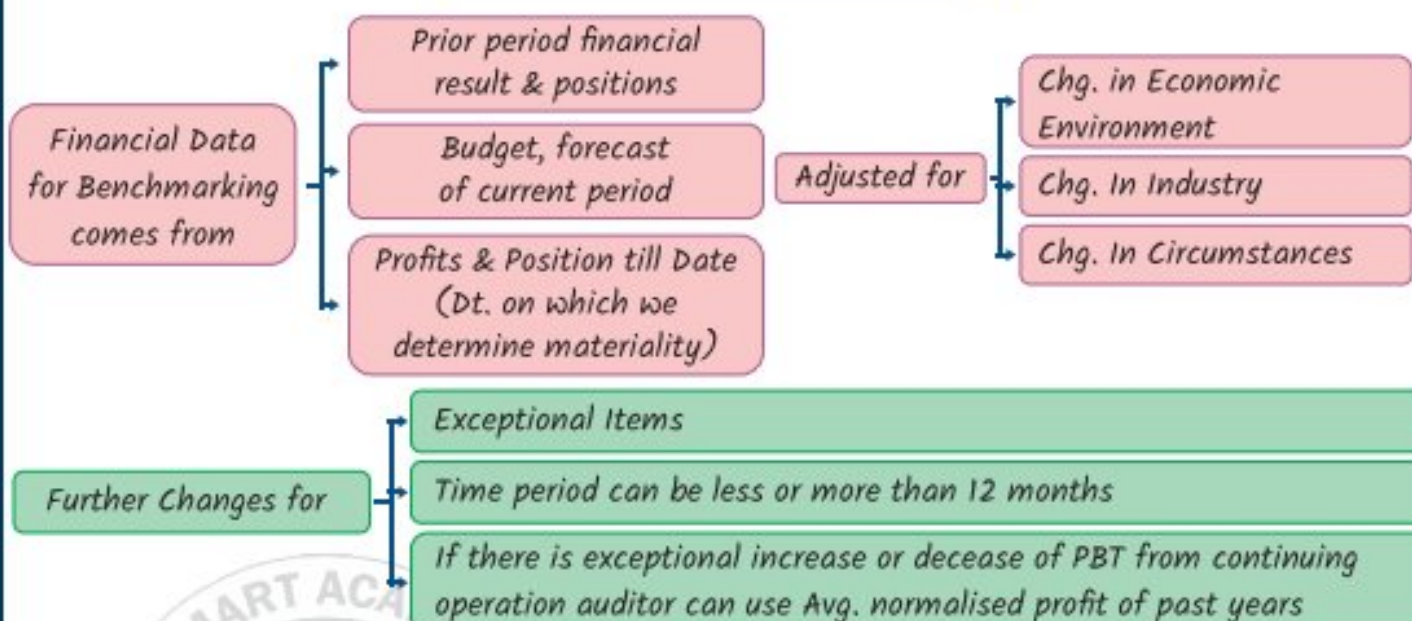 Financial Data
for Benchmarking
comes from
Prior period financial
result & positions
Budget, forecast
of current period
Profits & Position till Date
(Dt. on which we
determine materiality)
Adjusted for
Chg. in Economic
Environment
Chg. In Industry
Chg. In Circumstances
Further Changes for
Exceptional Items
Time period can be less or more than 12 months
If there is exceptional increase or decease of PBT from continuing
operation auditor can use Avg. normalised profit of past years